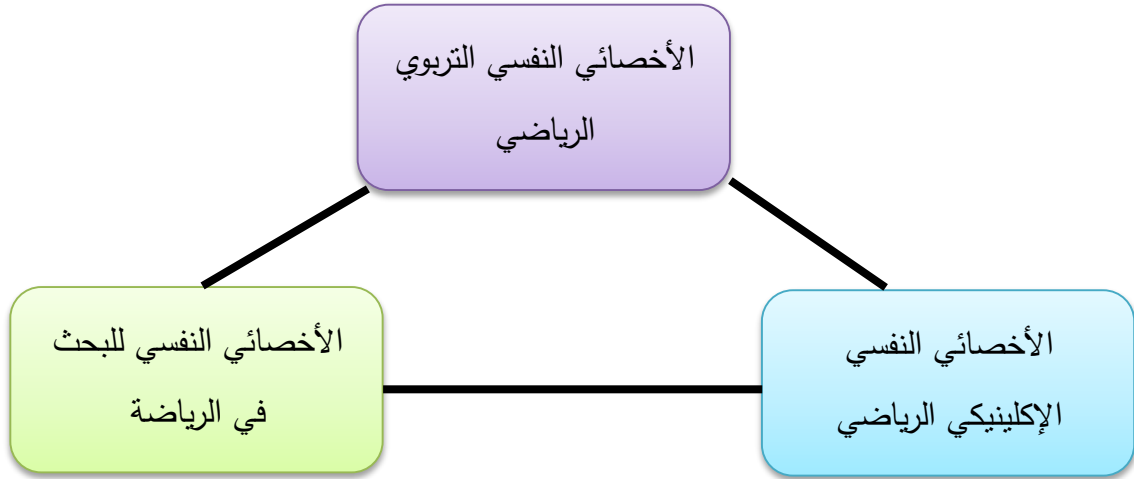 الأخصائي النفسي التربوي
الرياضي
الأخصائي النفسي
الإكلينيكي الرياضي
الأخصائي النفسي للبحث
في الرياضة